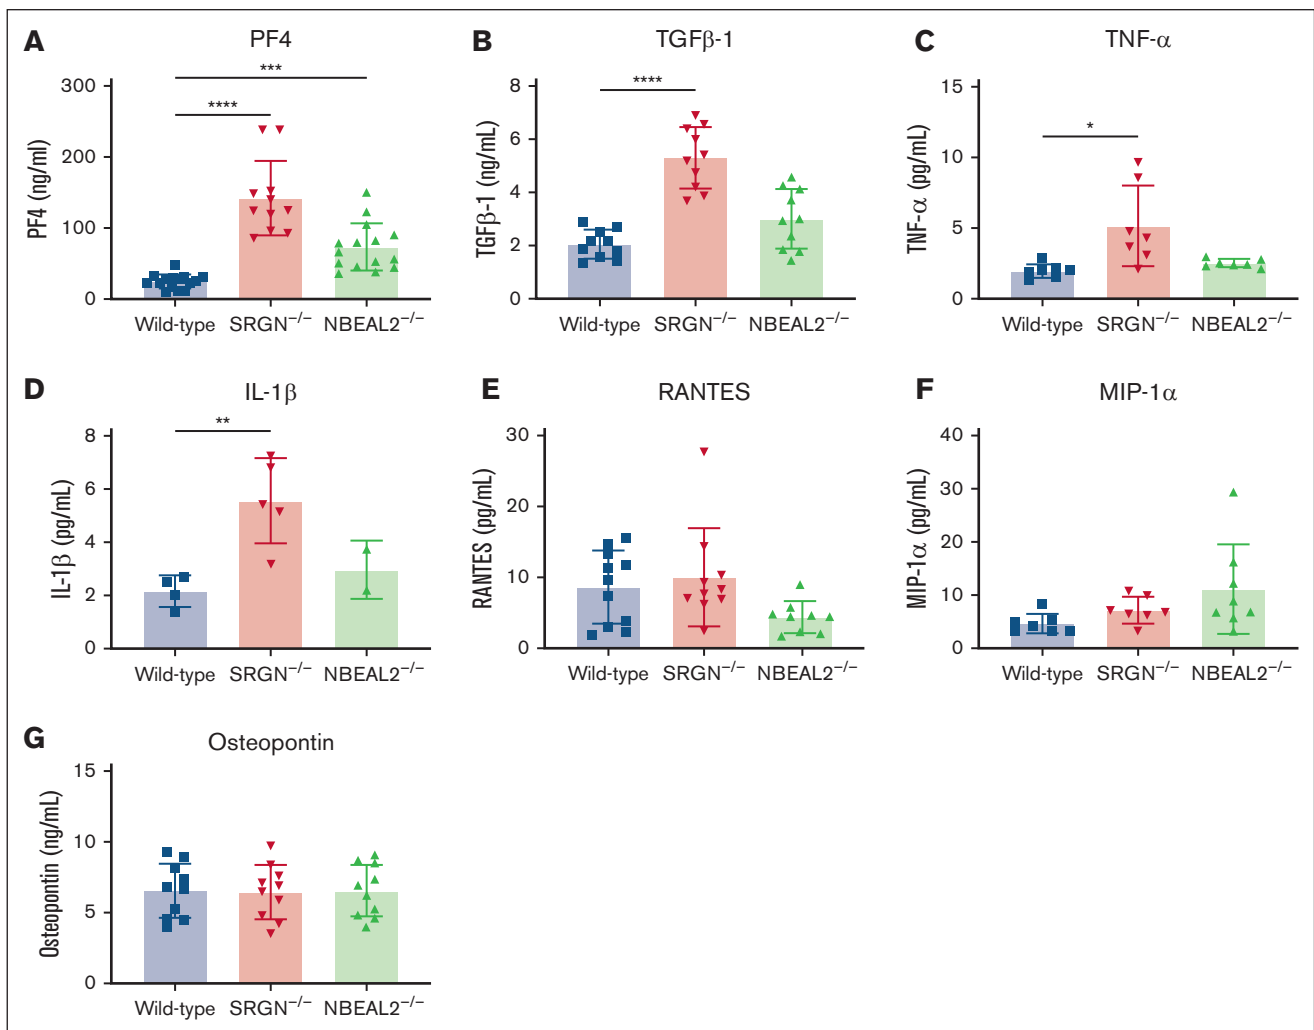 A
PF4
PF4 (ng/ml)
300
200
100
0
***
****
Wild-type
SRGN⁻/⁻
NBEAL2⁻/⁻
B
TGFβ-1
TGFβ-1 (ng/mL)
8
6
4
2
0
****
Wild-type
SRGN⁻/⁻
NBEAL2⁻/⁻
C
TNF-α
TNF-α (pg/mL)
15
10
5
0
*
Wild-type
SRGN⁻/⁻
NBEAL2⁻/⁻
D
IL-1β
IL-1β (pg/mL)
8
6
4
2
0
**
Wild-type
SRGN⁻/⁻
NBEAL2⁻/⁻
E
RANTES
RANTES (pg/mL)
30
20
10
0
Wild-type
SRGN⁻/⁻
NBEAL2⁻/⁻
F
MIP-1α
MIP-1α (pg/mL)
40
30
20
10
0
Wild-type
SRGN⁻/⁻
NBEAL2⁻/⁻
G
Osteopontin
Osteopontin (ng/mL)
15
10
5
0
Wild-type
SRGN⁻/⁻
NBEAL2⁻/⁻